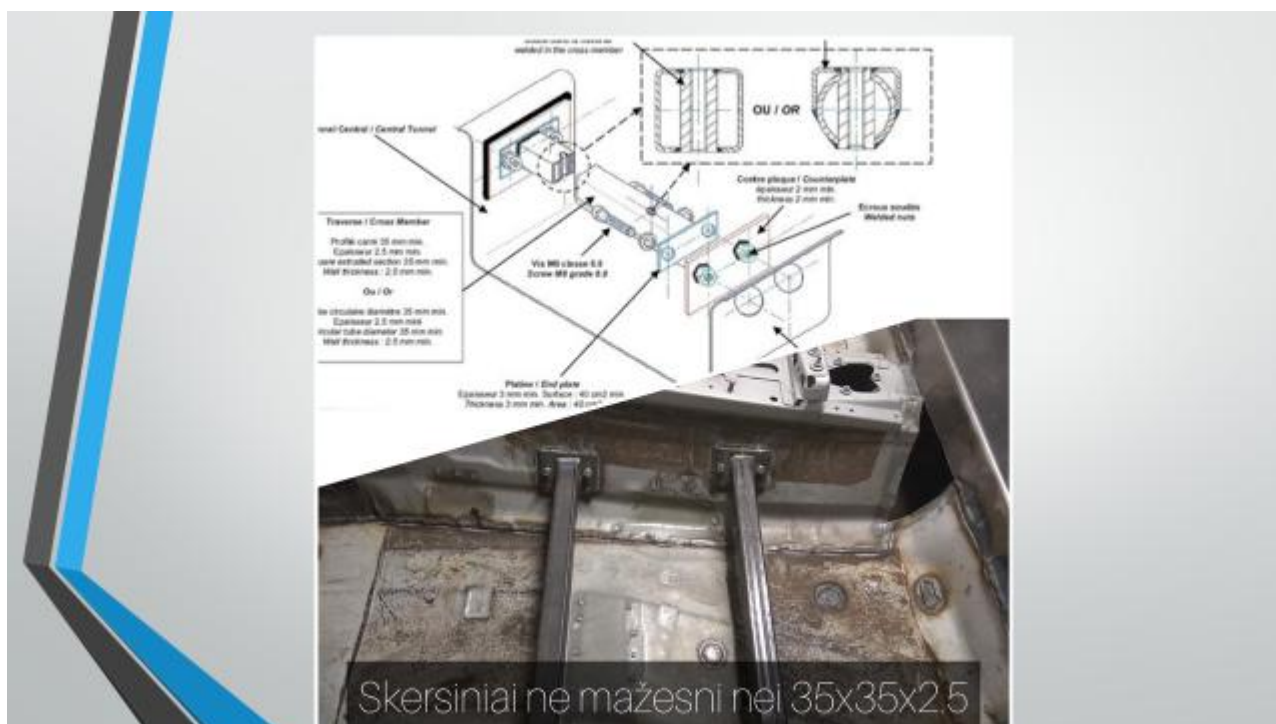 welded in the cross member
OU / OR
Central / Central Tunnel
Contre plaque / Counterplate
épaisseur 2 mm min.
thickness 2 mm min.
Ecrous soudés
Welded nuts
Traverse / Cross Member
Profilé carré 35 mm min.
Epaisseur 2.5 mm min.
extruded section 35 mm min.
Wall thickness : 2.5 mm min.
Ou / Or
circulaire diamètre 35 mm min.
Epaisseur 2.5 mm
tube diameter 35 mm min.
Wall thickness : 2.5 mm min.
Vis M8 classe 8.8
Screw M8 grade 8.8
Platine / End plate
Epaisseur 3 mm min. Surface : 40 cm2 min.
Thickness 3 mm min. Area : 40
Skersiniai ne mažesni nei 35x35x2.5